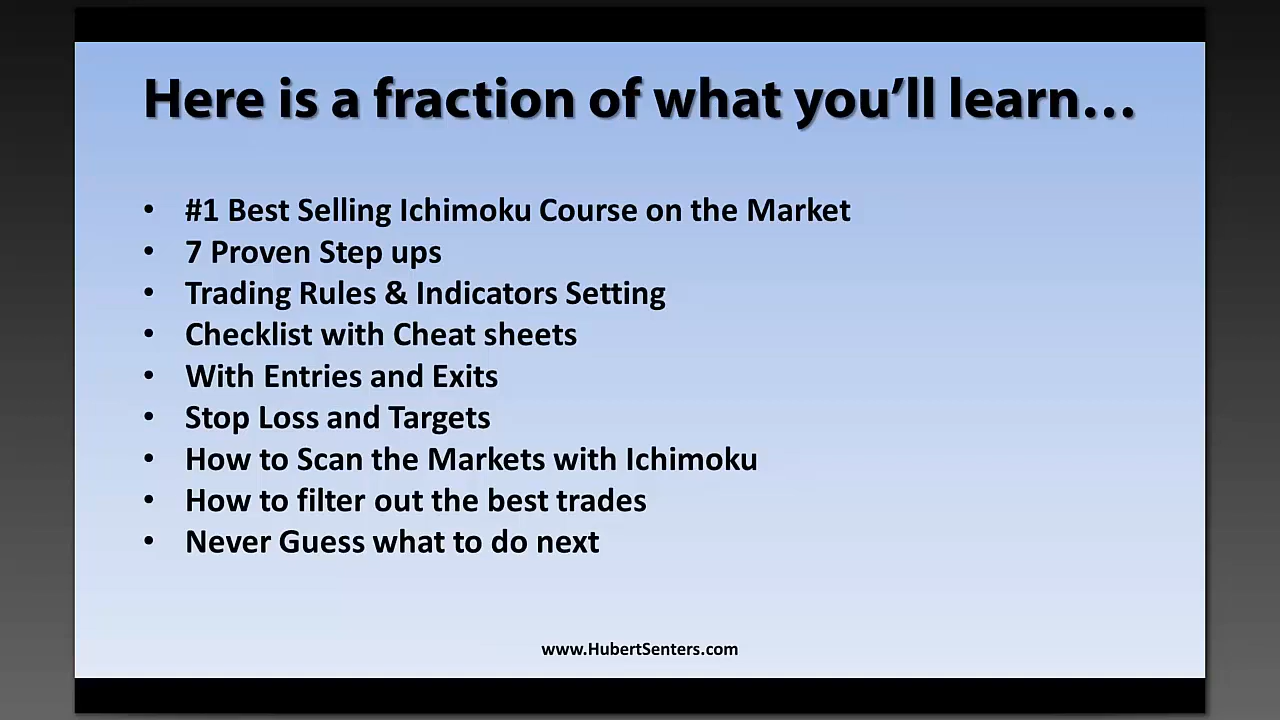 Here is a fraction of what you’ll learn…
• #1 Best Selling Ichimoku Course on the Market
• 7 Proven Step ups
• Trading Rules & Indicators Setting
• Checklist with Cheat sheets
• With Entries and Exits
• Stop Loss and Targets
• How to Scan the Markets with Ichimoku
• How to filter out the best trades
• Never Guess what to do next
www.HubertSenters.com